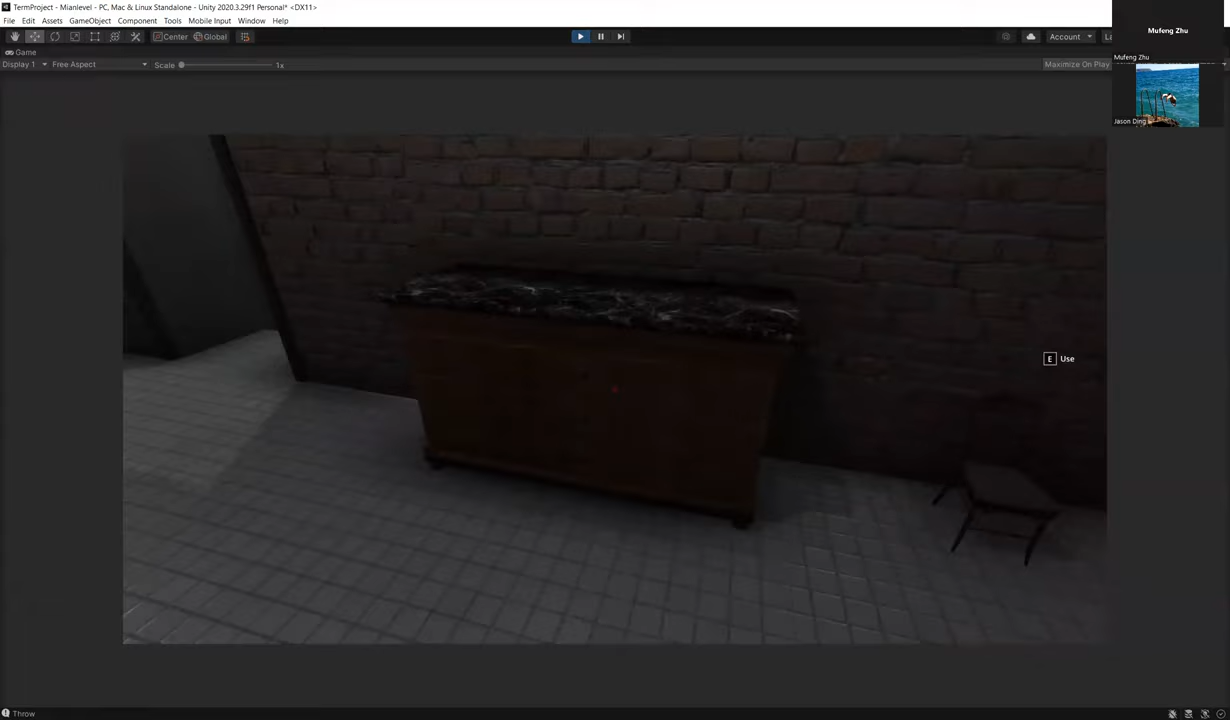 TermProject - Mianlevel - PC, Mac & Linux Standalone - Unity 2020.3.29f1 Personal* <DX11>
File Edit Assets GameObject Component Tools Mobile Input Window Help
Center Global Account La
Game
Display 1 Free Aspect Scale 1x Maximize On Play
Mufeng Zhu
Mufeng Zhu
Jason Ding
E Use
Throw